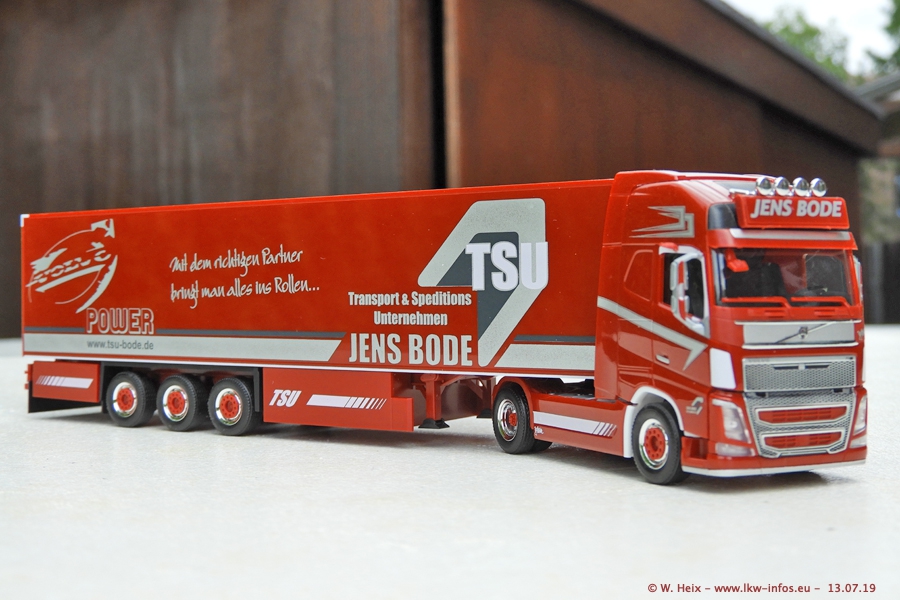 JENS BODE
Mit dem richtigen Partner
bringt man alles ins Rollen...
TSU
Transport & Speditions
Unternehmen
JENS BODE
POWER
www.tsu-bode.de
TSU
© W. Heix - www.lkw-infos.eu - 13.07.19